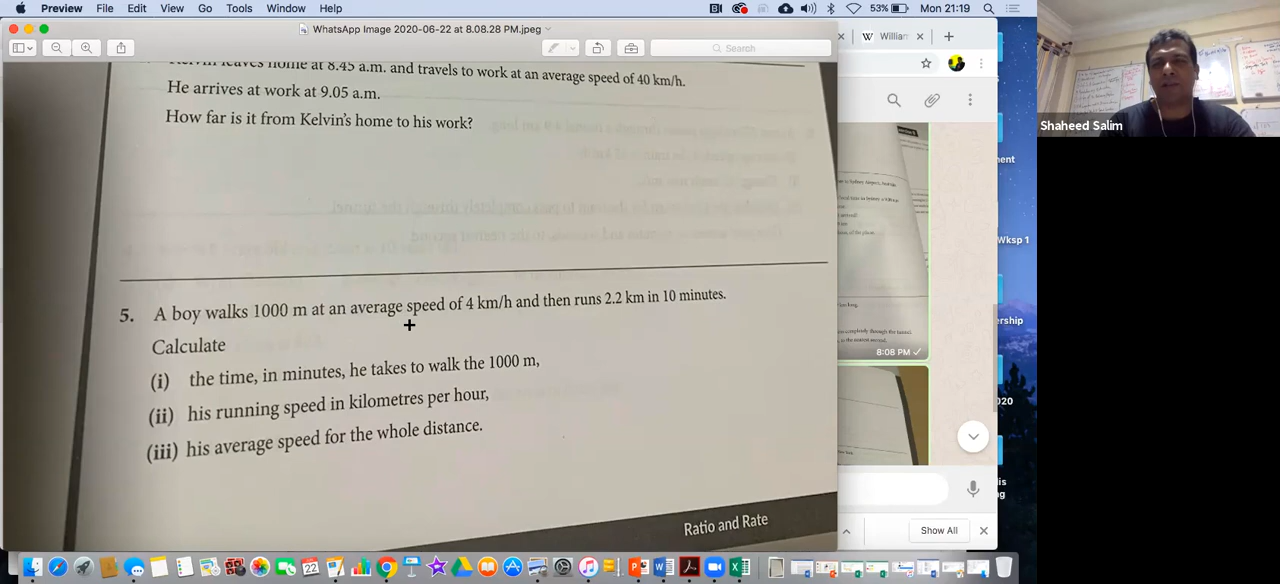 Preview File Edit View Go Tools Window Help
53% Mon 21:19
WhatsApp Image 2020-06-22 at 8.08.28 PM.jpeg
Search
William
leaves home at 8.45 a.m. and travels to work at an average speed of 40 km/h.
He arrives at work at 9.05 a.m.
How far is it from Kelvin's home to his work?
5. A boy walks 1000 m at an average speed of 4 km/h and then runs 2.2 km in 10 minutes.
Calculate
(i) the time, in minutes, he takes to walk the 1000 m,
(ii) his running speed in kilometres per hour,
(iii) his average speed for the whole distance.
Ratio and Rate
8:08 PM
Show All
Wksp 1
Shaheed Salim